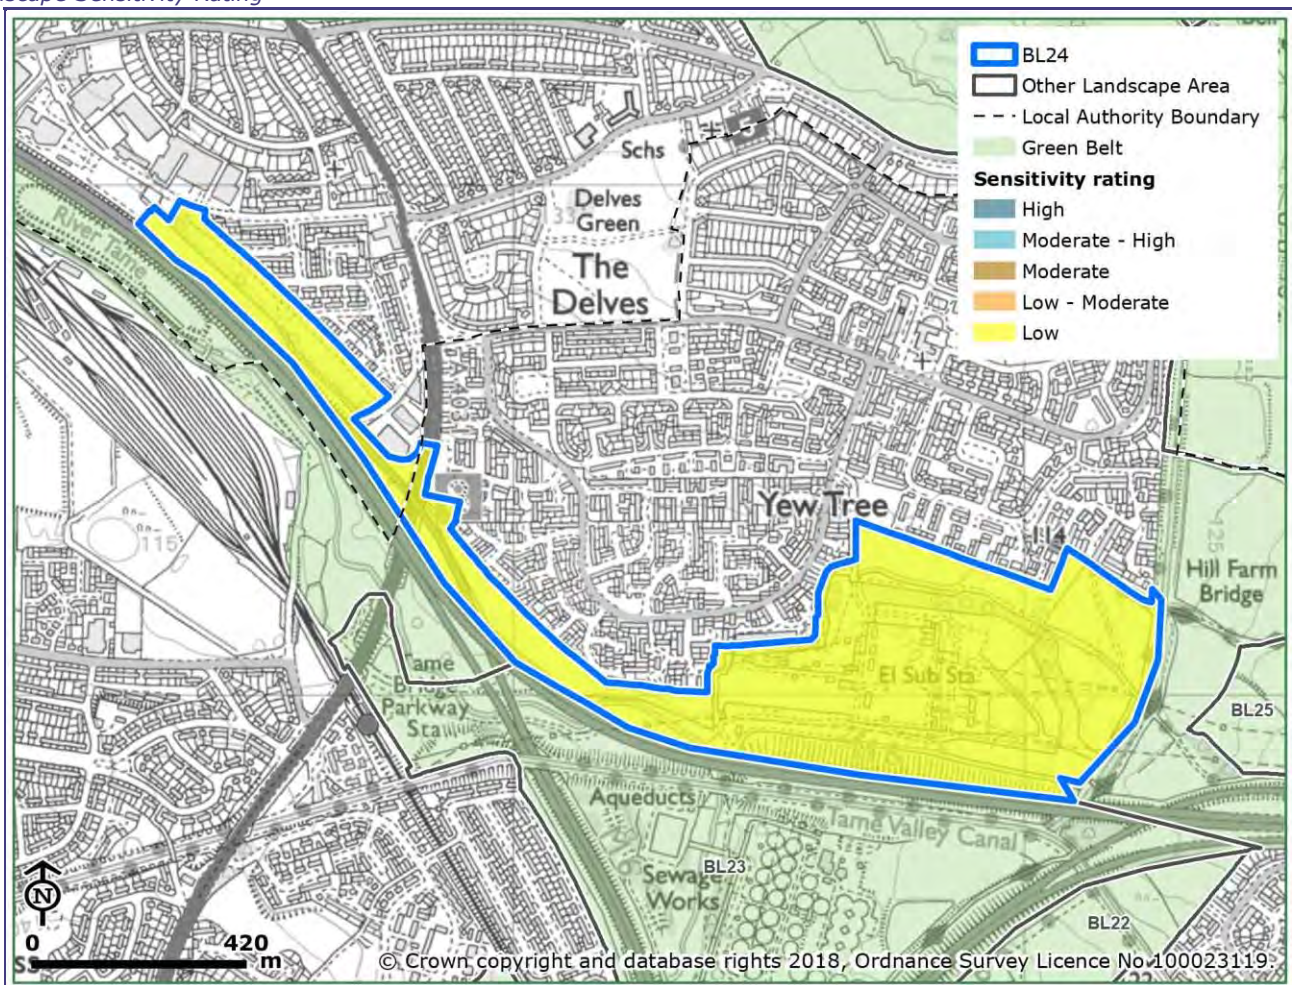 BL24
Other Landscape Area
Local Authority Boundary
Green Belt
Sensitivity rating
High
Moderate - High
Moderate
Low - Moderate
Low
Schs
Delves
Green
The
Delves
River Tame
Yew Tree
114
125
Hill Farm
Bridge
115
El Sub Sta
Tame
Bridge
Parkway
Sta
BL25
Aqueducts
Tame Valley Canal
Sewage
Works
BL23
BL22
N
0 420
m
© Crown copyright and database rights 2018, Ordnance Survey Licence No.100023119.